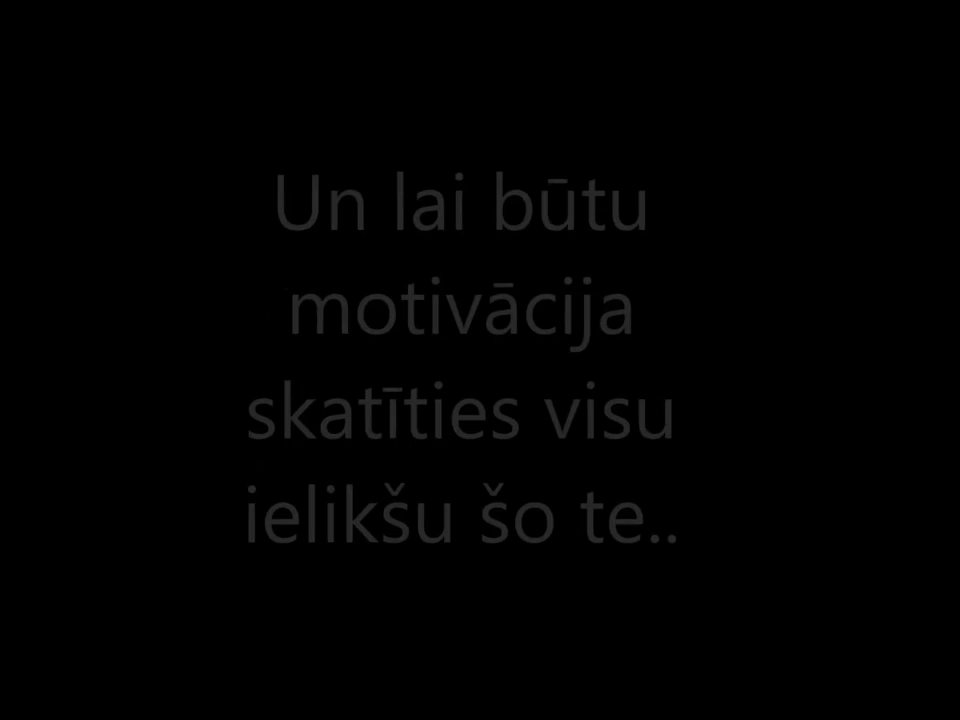 Un lai būtu
motivācija
skatīties visu
ielikšu šo te..